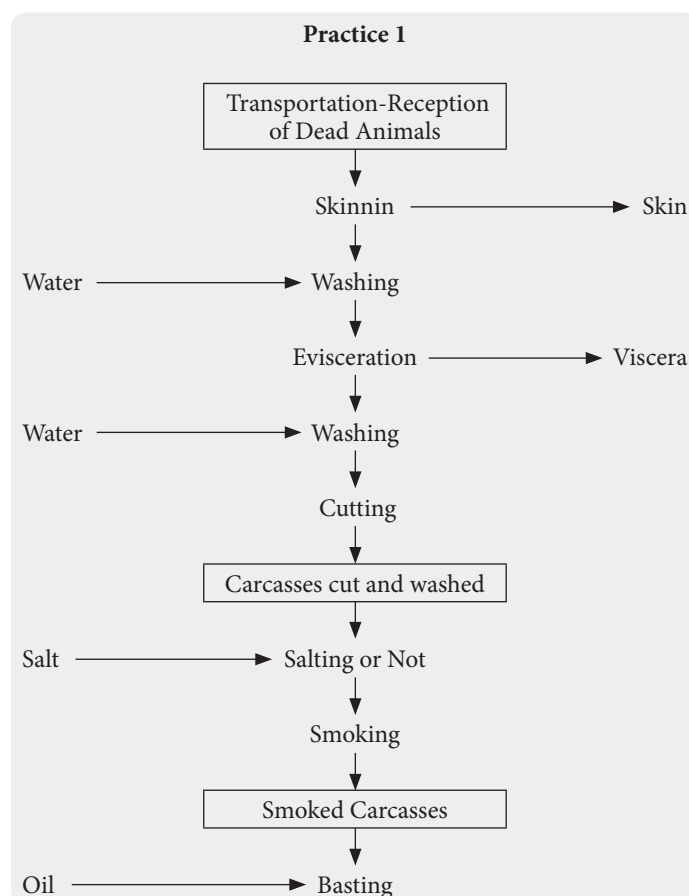 Practice 1
Transportation-Reception
of Dead Animals
Skinnin
Skin
Water
Washing
Evisceration
Viscera
Water
Washing
Cutting
Carcasses cut and washed
Salt
Salting or Not
Smoking
Smoked Carcasses
Oil
Basting